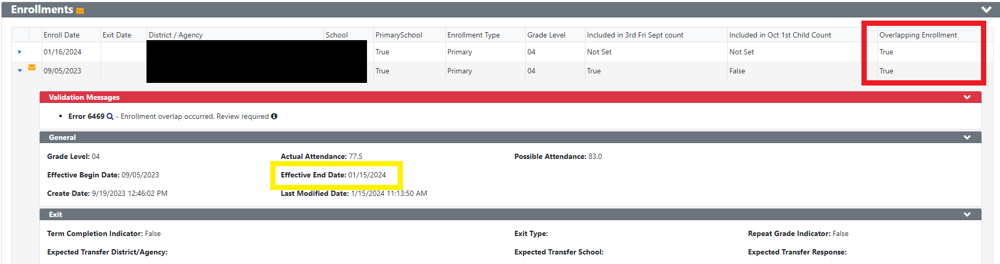 Enrollments
Enroll Date Exit Date District / Agency School PrimarySchool Enrollment Type Grade Level Included in 3rd Fri Sept count Included in Oct 1st Child Count Overlapping Enrollment
01/16/2024 True Primary 04 Not Set Not Set True
09/05/2023 True Primary 04 True False True
Validation Messages
• Error 6469 - Enrollment overlap occurred. Review required
General
Grade Level: 04 Actual Attendance: 77.5 Possible Attendance: 83.0
Effective Begin Date: 09/05/2023 Effective End Date: 01/15/2024
Create Date: 9/19/2023 12:46:02 PM Last Modified Date: 1/15/2024 11:13:50 AM
Exit
Term Completion Indicator: False Exit Type: Repeat Grade Indicator: False
Expected Transfer District/Agency: Expected Transfer School: Expected Transfer Response: